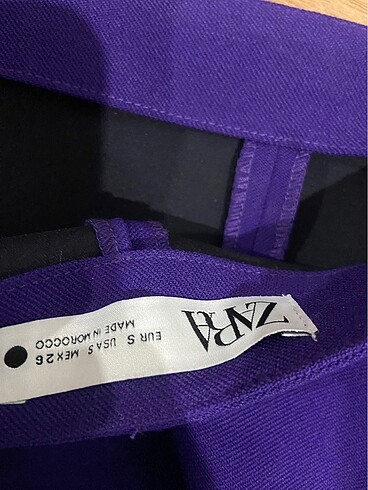 ZARA
EUR S USA S MEX 26
MADE IN MOROCCO